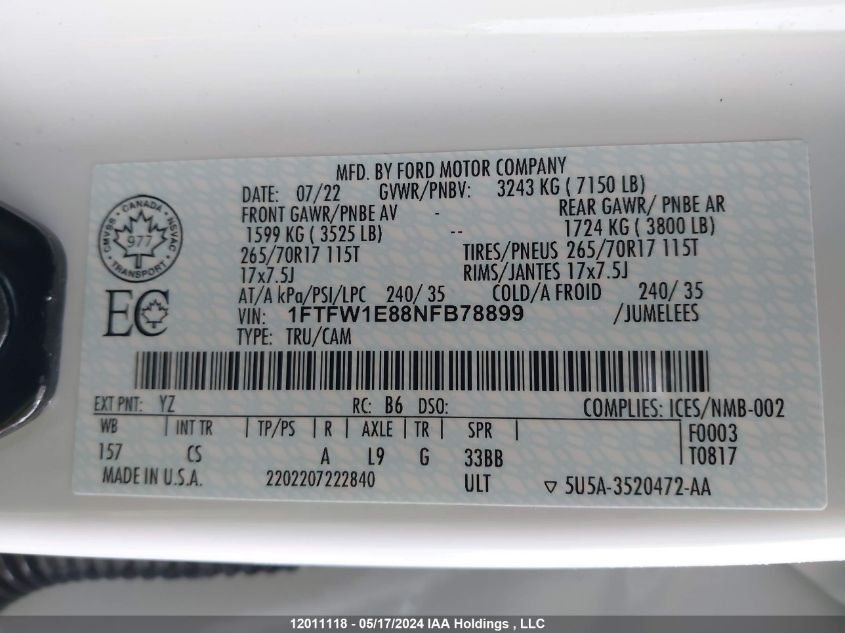 MFD. BY FORD MOTOR COMPANY
DATE: 07/22 GVWR/PNBV: 3243 KG ( 7150 LB)
FRONT GAWR/PNBE AV - REAR GAWR/ PNBE AR
1599 KG ( 3525 LB) -- 1724 KG ( 3800 LB)
265/70R17 115T TIRES/PNEUS 265/70R17 115T
17x7.5J RIMS/JANTES 17x7.5J
AT/A kPa/PSI/LPC 240/ 35 COLD/A FROID 240/ 35
VIN: 1FTFW1E88NFB78899 /JUMELEES
TYPE: TRU/CAM
CMVSS · CANADA · NSVAC
977
TRANSPORT
EC
EXT PNT: YZ RC: B6 DSO: COMPLIES: ICES/NMB-002
WB | INT TR | TP/PS | R | AXLE | TR | SPR | F0003
157 CS A L9 G 33BB T0817
MADE IN U.S.A. 2202207222840 ULT ▽ 5U5A-3520472-AA
12011118 - 05/17/2024 IAA Holdings , LLC